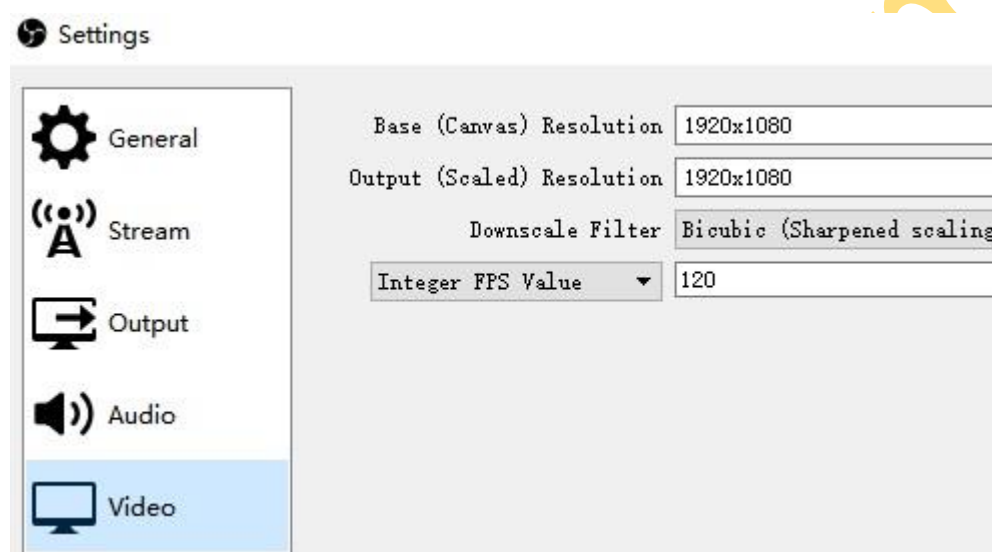 Settings
General
Stream
Output
Audio
Video
Base (Canvas) Resolution 1920x1080
Output (Scaled) Resolution 1920x1080
Downscale Filter Bicubic (Sharpened scaling
Integer FPS Value 120